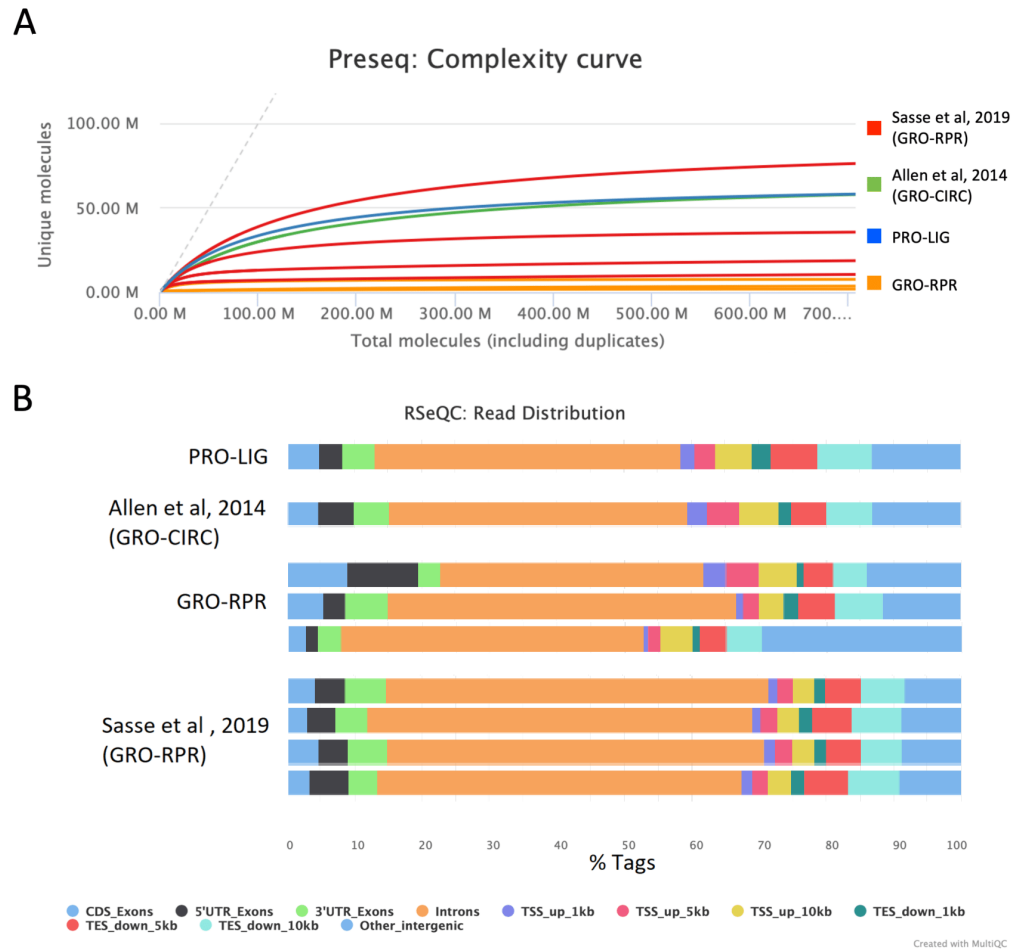 A
Preseq: Complexity curve
Unique molecules
100.00 M
50.00 M
0.00 M
0.00 M 100.00 M 200.00 M 300.00 M 400.00 M 500.00 M 600.00 M 700....
Total molecules (including duplicates)
Sasse et al, 2019
(GRO-RPR)
Allen et al, 2014
(GRO-CIRC)
PRO-LIG
GRO-RPR
B
RSeQC: Read Distribution
PRO-LIG
Allen et al, 2014
(GRO-CIRC)
GRO-RPR
Sasse et al , 2019
(GRO-RPR)
0 10 20 30 40 50 60 70 80 90 100
% Tags
CDS_Exons 5'UTR_Exons 3'UTR_Exons Introns TSS_up_1kb TSS_up_5kb TSS_up_10kb TES_down_1kb
TES_down_5kb TES_down_10kb Other_intergenic
Created with MultiQC